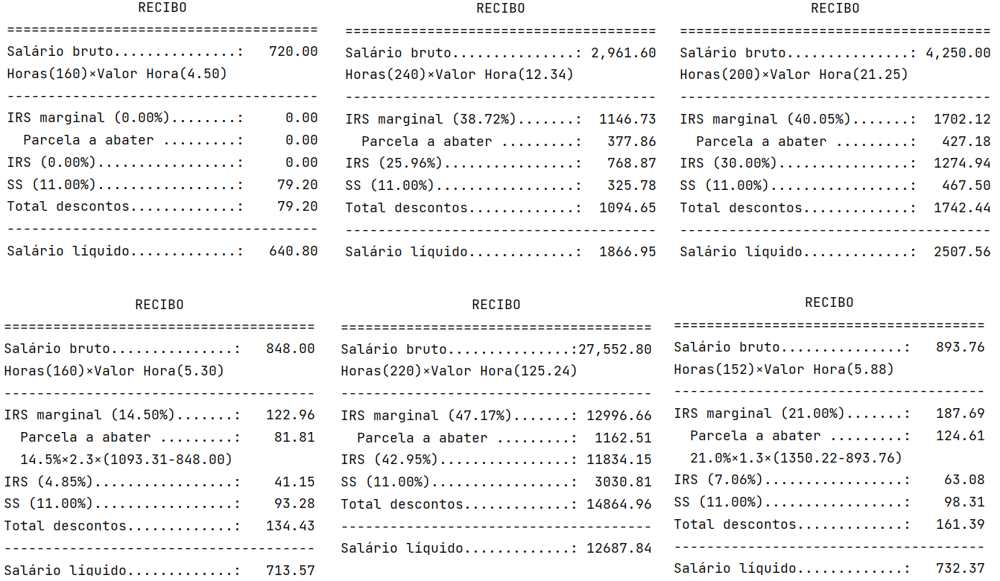 RECIBO
======================================
Salário bruto...............:   720.00
Horas(160)×Valor Hora(4.50)
--------------------------------------
IRS marginal (0.00%)........:     0.00
  Parcela a abater .........:     0.00
IRS (0.00%).................:     0.00
SS (11.00%).................:    79.20
Total descontos.............:    79.20
--------------------------------------
Salário líquido.............:   640.80
RECIBO
======================================
Salário bruto...............: 2,961.60
Horas(240)×Valor Hora(12.34)
--------------------------------------
IRS marginal (38.72%).......:  1146.73
  Parcela a abater .........:   377.86
IRS (25.96%)................:   768.87
SS (11.00%).................:   325.78
Total descontos.............:  1094.65
--------------------------------------
Salário líquido.............:  1866.95
RECIBO
======================================
Salário bruto...............: 4,250.00
Horas(200)×Valor Hora(21.25)
--------------------------------------
IRS marginal (40.05%).......:  1702.12
  Parcela a abater .........:   427.18
IRS (30.00%)................:  1274.94
SS (11.00%).................:   467.50
Total descontos.............:  1742.44
--------------------------------------
Salário líquido.............:  2507.56
RECIBO
======================================
Salário bruto...............:   848.00
Horas(160)×Valor Hora(5.30)
--------------------------------------
IRS marginal (14.50%).......:   122.96
  Parcela a abater .........:    81.81
  14.5%×2.3×(1093.31-848.00)
IRS (4.85%).................:    41.15
SS (11.00%).................:    93.28
Total descontos.............:   134.43
--------------------------------------
Salário líquido.............:   713.57
RECIBO
======================================
Salário bruto...............:27,552.80
Horas(220)×Valor Hora(125.24)
--------------------------------------
IRS marginal (47.17%).......: 12996.66
  Parcela a abater .........:  1162.51
IRS (42.95%)................: 11834.15
SS (11.00%).................:  3030.81
Total descontos.............: 14864.96
--------------------------------------
Salário líquido.............: 12687.84
RECIBO
======================================
Salário bruto...............:   893.76
Horas(152)×Valor Hora(5.88)
--------------------------------------
IRS marginal (21.00%).......:   187.69
  Parcela a abater .........:   124.61
  21.0%×1.3×(1350.22-893.76)
IRS (7.06%).................:    63.08
SS (11.00%).................:    98.31
Total descontos.............:   161.39
--------------------------------------
Salário líquido.............:   732.37